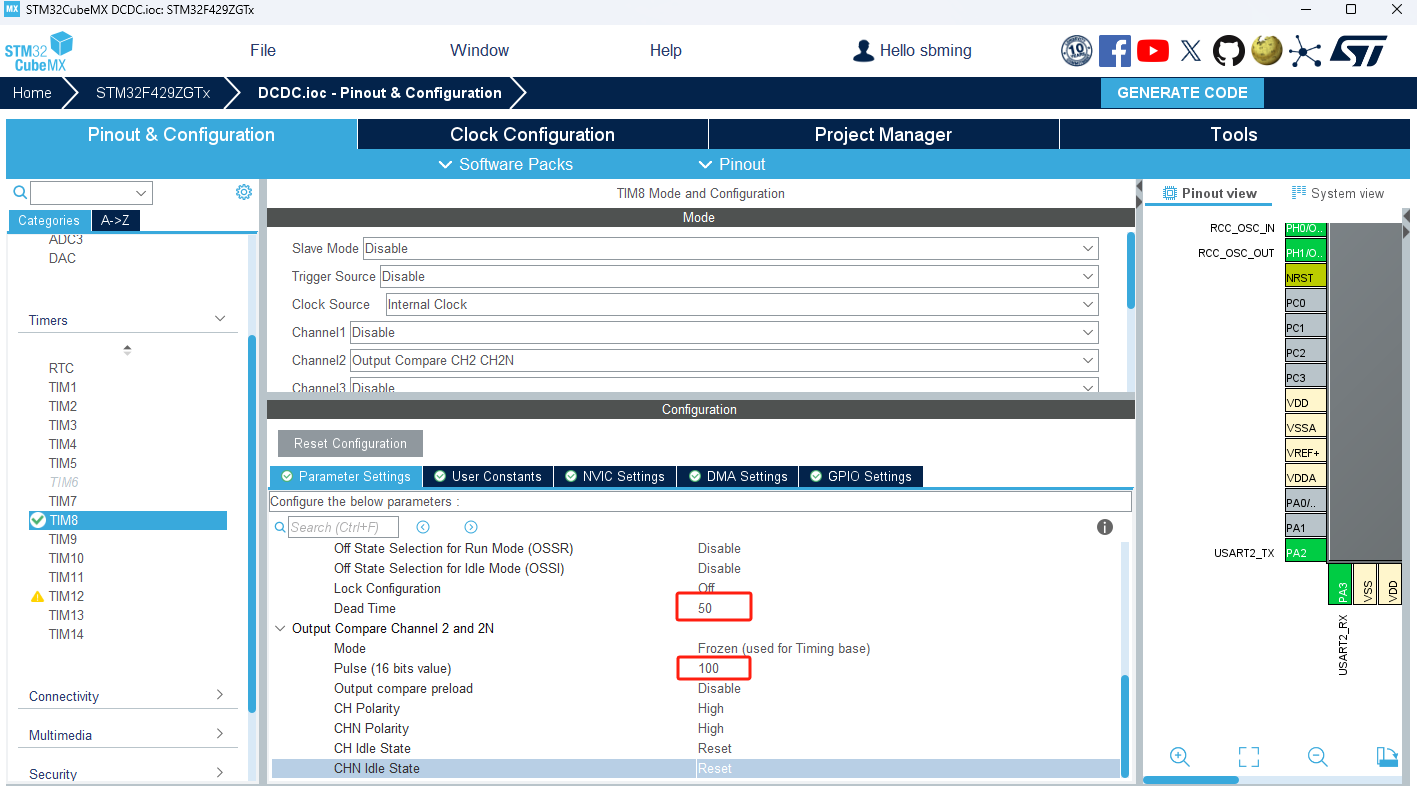 STM32CubeMX DCDC.ioc: STM32F429ZGTx
STM32 CubeMX
File
Window
Help
Hello sbming
Home
STM32F429ZGTx
DCDC.ioc - Pinout & Configuration
GENERATE CODE
Pinout & Configuration
Clock Configuration
Project Manager
Tools
Software Packs
Pinout
Categories
A->Z
ADC3
DAC
Timers
RTC
TIM1
TIM2
TIM3
TIM4
TIM5
TIM6
TIM7
TIM8
TIM9
TIM10
TIM11
TIM12
TIM13
TIM14
Connectivity
Multimedia
Security
TIM8 Mode and Configuration
Mode
Slave Mode Disable
Trigger Source Disable
Clock Source Internal Clock
Channel1 Disable
Channel2 Output Compare CH2 CH2N
Channel3 Disable
Configuration
Reset Configuration
Parameter Settings
User Constants
NVIC Settings
DMA Settings
GPIO Settings
Configure the below parameters :
Search (Ctrl+F)
Off State Selection for Run Mode (OSSR) Disable
Off State Selection for Idle Mode (OSSI) Disable
Lock Configuration Off
Dead Time 50
Output Compare Channel 2 and 2N
Mode Frozen (used for Timing base)
Pulse (16 bits value) 100
Output compare preload Disable
CH Polarity High
CHN Polarity High
CH Idle State Reset
CHN Idle State Reset
Pinout view
System view
RCC_OSC_IN PH0/O..
RCC_OSC_OUT PH1/O..
NRST
PC0
PC1
PC2
PC3
VDD
VSSA
VREF+
VDDA
PA0/..
PA1
USART2_TX PA2
PA3
VSS
VDD
USART2_RX